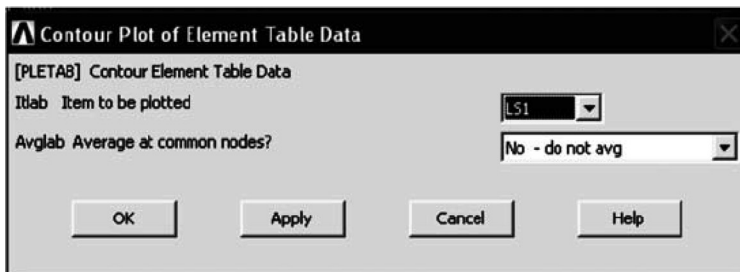 Contour Plot of Element Table Data
[PLETAB] Contour Element Table Data
Itlab Item to be plotted LS1
Avglab Average at common nodes? No - do not avg
OK Apply Cancel Help